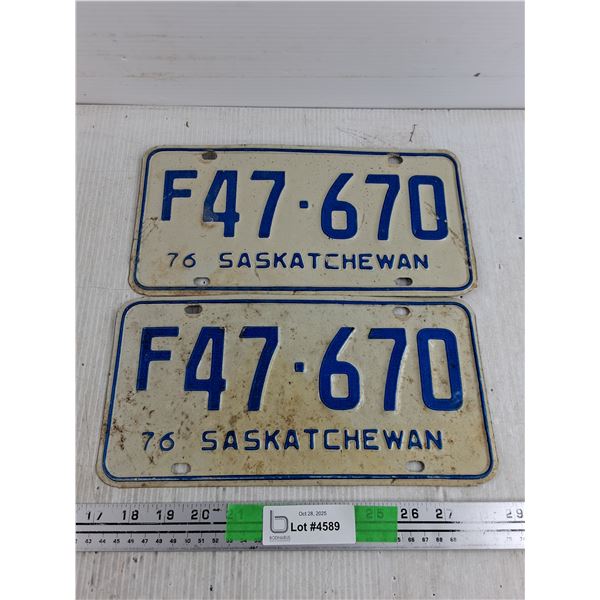 F47·670
76 SASKATCHEWAN
F47·670
76 SASKATCHEWAN
17 18 19 20 21 25 26 27 29
Oct 28, 2025
Lot #4589
BODNARUS